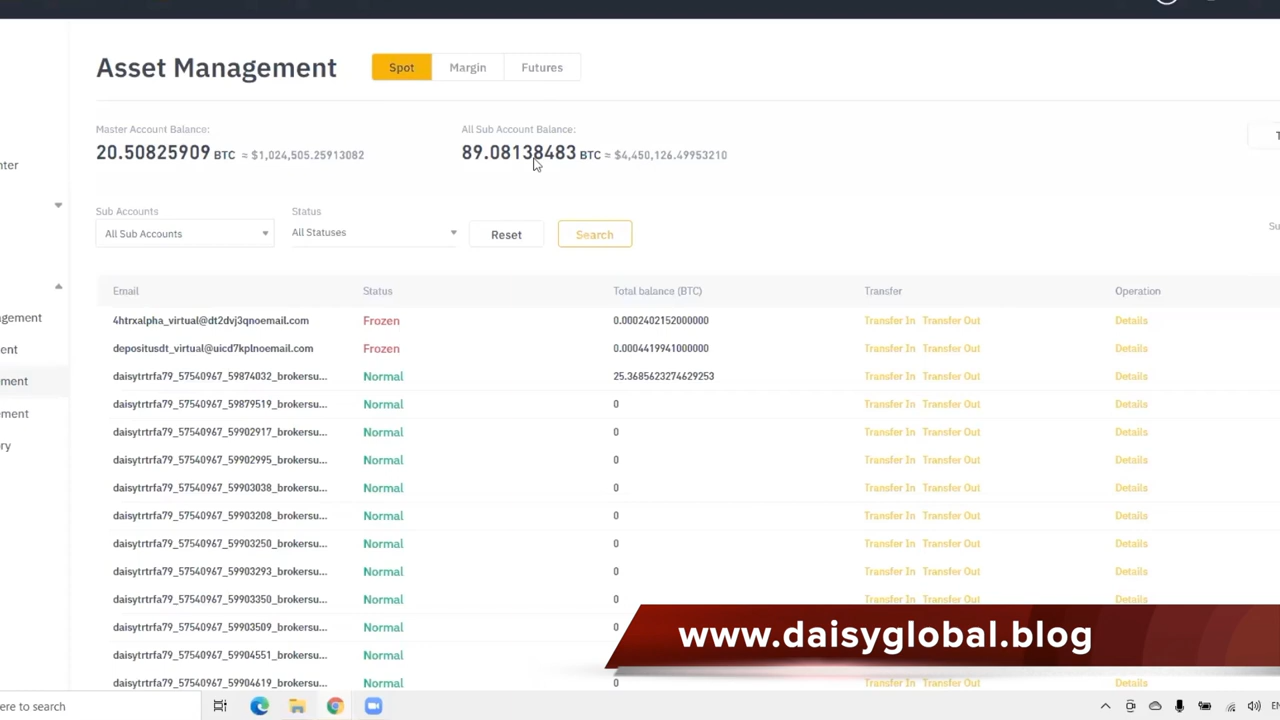 Asset Management Spot Margin Futures
Master Account Balance: All Sub Account Balance:
20.50825909 BTC ≈ $1,024,505.25913082 89.08138483 BTC ≈ $4,450,126.49953210
Sub Accounts Status
All Sub Accounts All Statuses Reset Search
Email Status Total balance (BTC) Transfer Operation
4htrxalpha_virtual@dt2dvj3qnoemail.com Frozen 0.0002402152000000 Transfer In Transfer Out Details
depositusdt_virtual@uicd7kplnoemail.com Frozen 0.0004419941000000 Transfer In Transfer Out Details
daisytrtrfa79_57540967_59874032_brokersu... Normal 25.3685623274629253 Transfer In Transfer Out Details
daisytrtrfa79_57540967_59879519_brokersu... Normal 0 Transfer In Transfer Out Details
daisytrtrfa79_57540967_59902917_brokersu... Normal 0 Transfer In Transfer Out Details
daisytrtrfa79_57540967_59902995_brokersu... Normal 0 Transfer In Transfer Out Details
daisytrtrfa79_57540967_59903038_brokersu... Normal 0 Transfer In Transfer Out Details
daisytrtrfa79_57540967_59903208_brokersu... Normal 0 Transfer In Transfer Out Details
daisytrtrfa79_57540967_59903250_brokersu... Normal 0 Transfer In Transfer Out Details
daisytrtrfa79_57540967_59903293_brokersu... Normal 0 Transfer In Transfer Out Details
daisytrtrfa79_57540967_59903350_brokersu... Normal 0 Transfer In Transfer Out Details
daisytrtrfa79_57540967_59903509_brokersu... Normal 0
daisytrtrfa79_57540967_59904551_brokersu... Normal
daisytrtrfa79_57540967_59904619_brokersu... Normal 0 Transfer In Transfer Out Details
nter
agement
ent
ement
ement
ry
www.daisyglobal.blog
ere to search